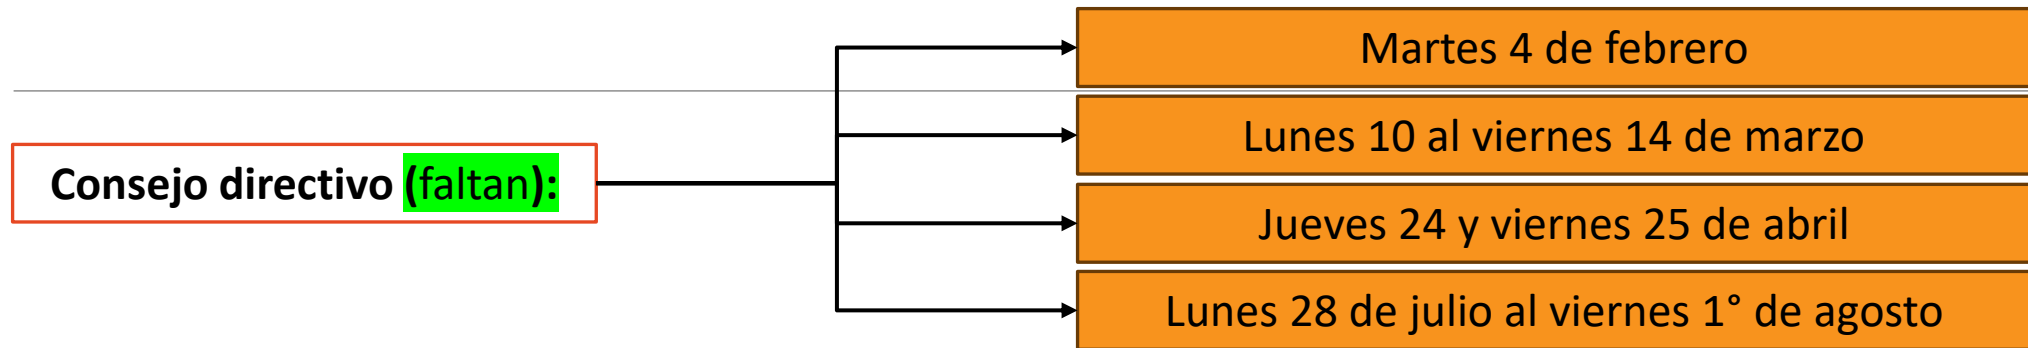 Martes 4 de febrero
Lunes 10 al viernes 14 de marzo
Consejo directivo (faltan):
Jueves 24 y viernes 25 de abril
Lunes 28 de julio al viernes 1° de agosto